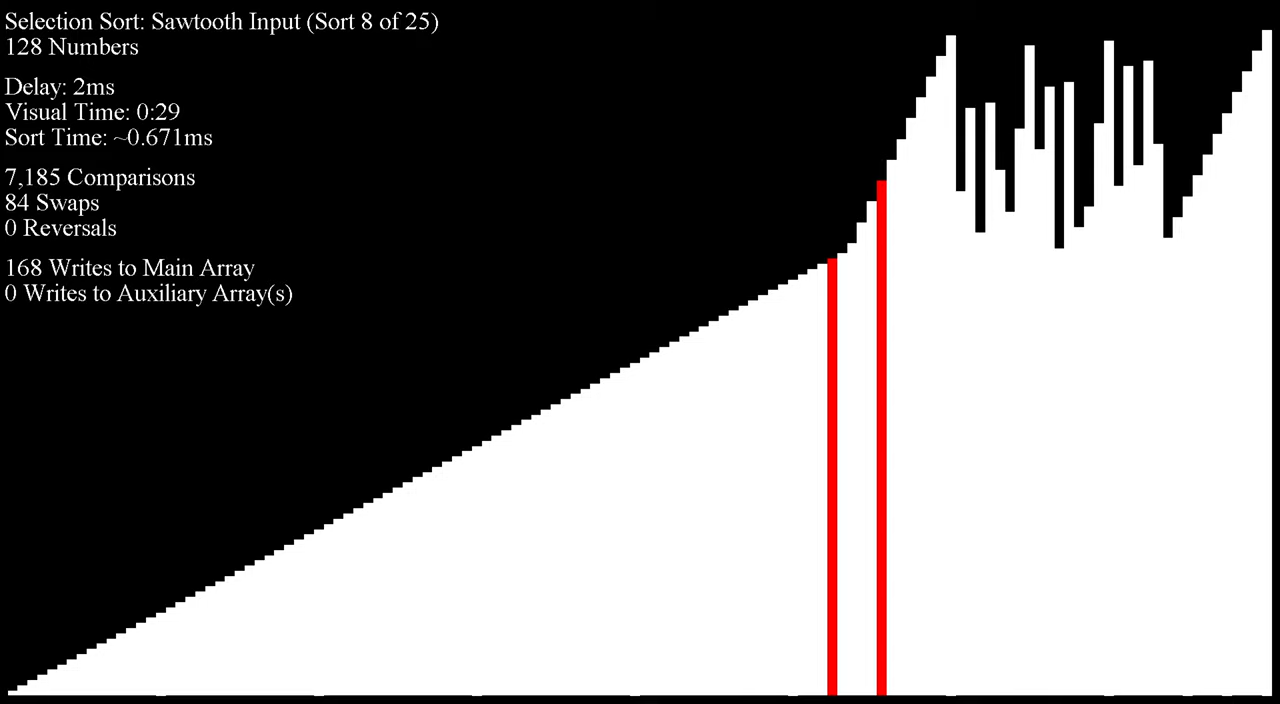 Selection Sort: Sawtooth Input (Sort 8 of 25)
128 Numbers
Delay: 2ms
Visual Time: 0:29
Sort Time: ~0.671ms
7,185 Comparisons
84 Swaps
0 Reversals
168 Writes to Main Array
0 Writes to Auxiliary Array(s)